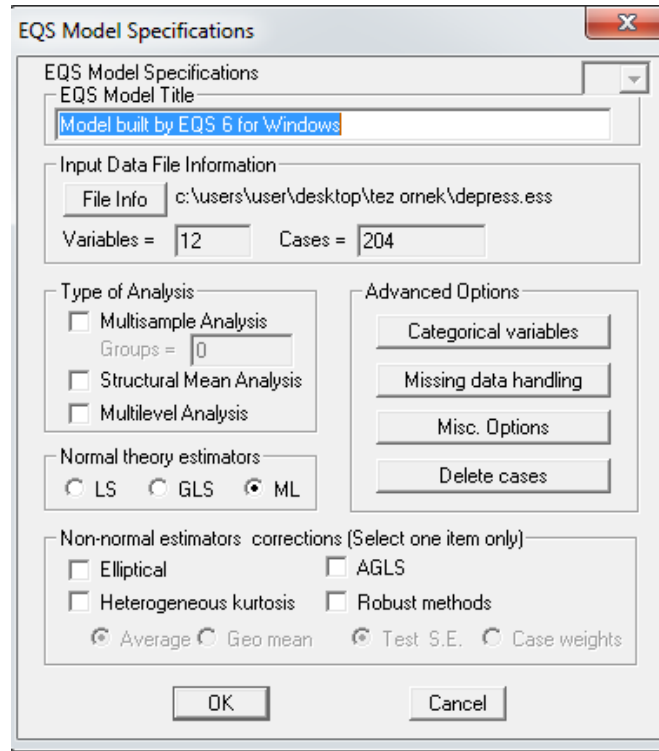 EQS Model Specifications
EQS Model Specifications
EQS Model Title
Model built by EQS 6 for Windows
Input Data File Information
File Info c:\users\user\desktop\tez ornek\depress.ess
Variables = 12 Cases = 204
Type of Analysis
Multisample Analysis
Groups = 0
Structural Mean Analysis
Multilevel Analysis
Advanced Options
Categorical variables
Missing data handling
Misc. Options
Delete cases
Normal theory estimators
LS GLS ML
Non-normal estimators corrections (Select one item only)
Elliptical AGLS
Heterogeneous kurtosis Robust methods
Average Geo mean Test S.E. Case weights
OK Cancel